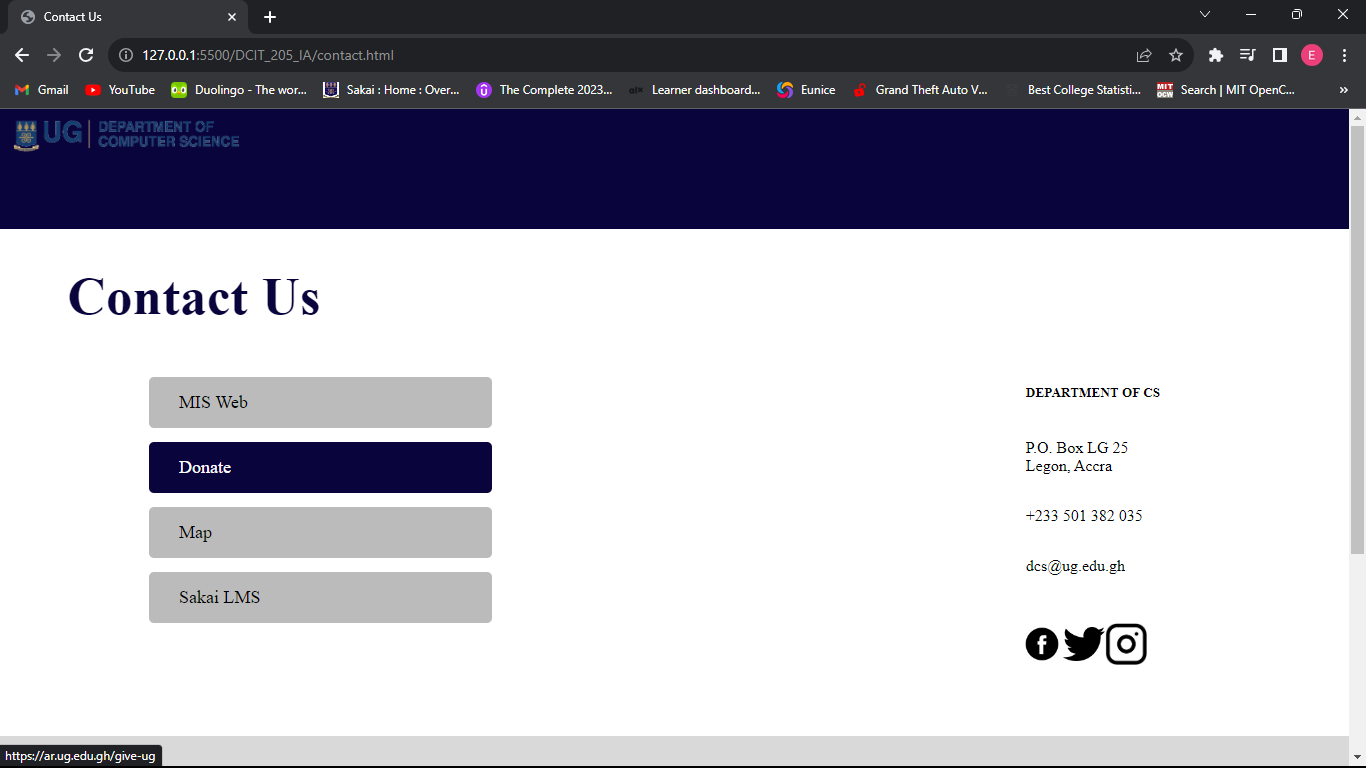 Contact Us
127.0.0.1:5500/DCIT_205_IA/contact.html
E
Gmail
YouTube
Duolingo - The wor...
Sakai : Home : Over...
The Complete 2023...
Learner dashboard...
Eunice
Grand Theft Auto V...
Best College Statisti...
MIT OCW
Search | MIT OpenC...
»
UG | DEPARTMENT OF
COMPUTER SCIENCE
Contact Us
MIS Web
Donate
Map
Sakai LMS
DEPARTMENT OF CS
P.O. Box LG 25
Legon, Accra
+233 501 382 035
dcs@ug.edu.gh
https://ar.ug.edu.gh/give-ug